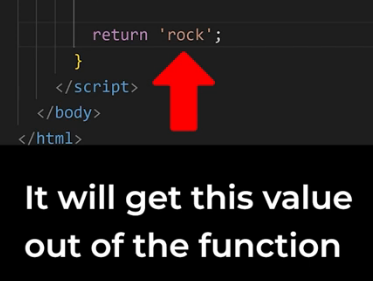 return 'rock';
}
</script>
</body>
</html>
It will get this value
out of the function